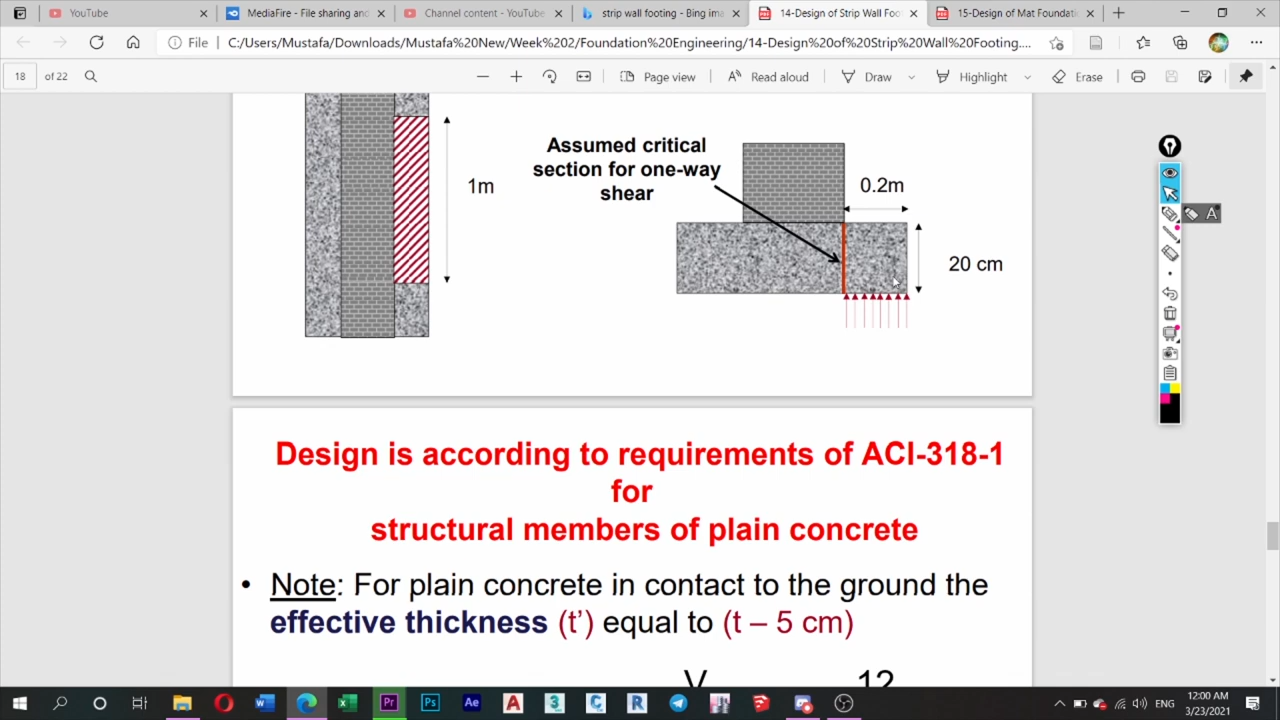 YouTube
MediaFire - File sharing and
Channel content - YouTube
strip wall footing - Bing ima
14-Design of Strip Wall Foo
15-Design of Mat Foundati
File
C:/Users/Mustafa/Downloads/Mustafa%20New/Week%202/Foundation%20Engineering/14-Design%20of%20Strip%20Wall%20Footing....
18 of 22
Page view
Read aloud
Draw
Highlight
Erase
1m
Assumed critical
section for one-way
shear
0.2m
20 cm
Design is according to requirements of ACI-318-1
for
structural members of plain concrete
• Note: For plain concrete in contact to the ground the
effective thickness (t') equal to (t – 5 cm)
V 12
ENG
12:00 AM
3/23/2021